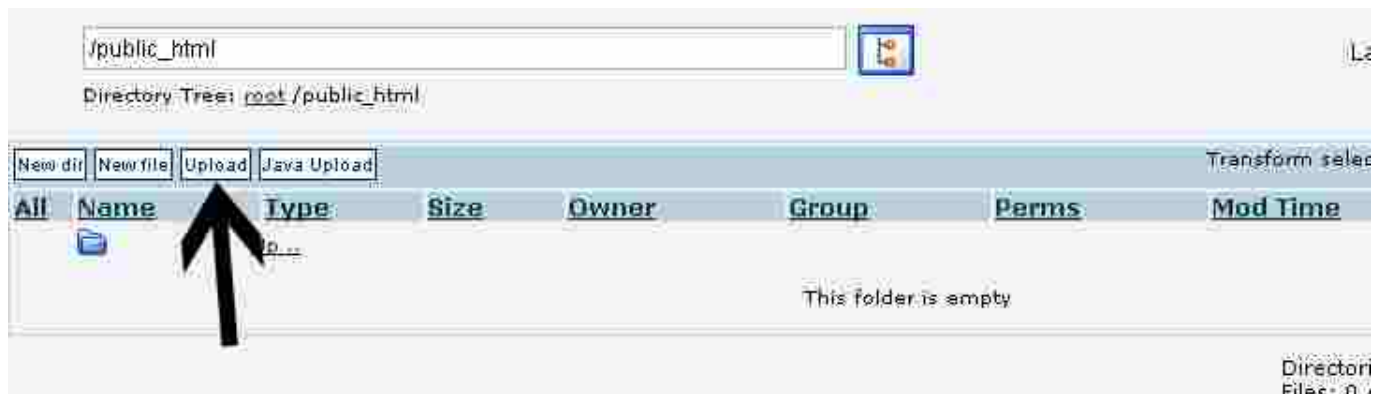 /public_html
Directory Tree: root /public_html
New dir New file Upload Java Upload
All Name Type Size Owner Group Perms Mod Time
This folder is empty